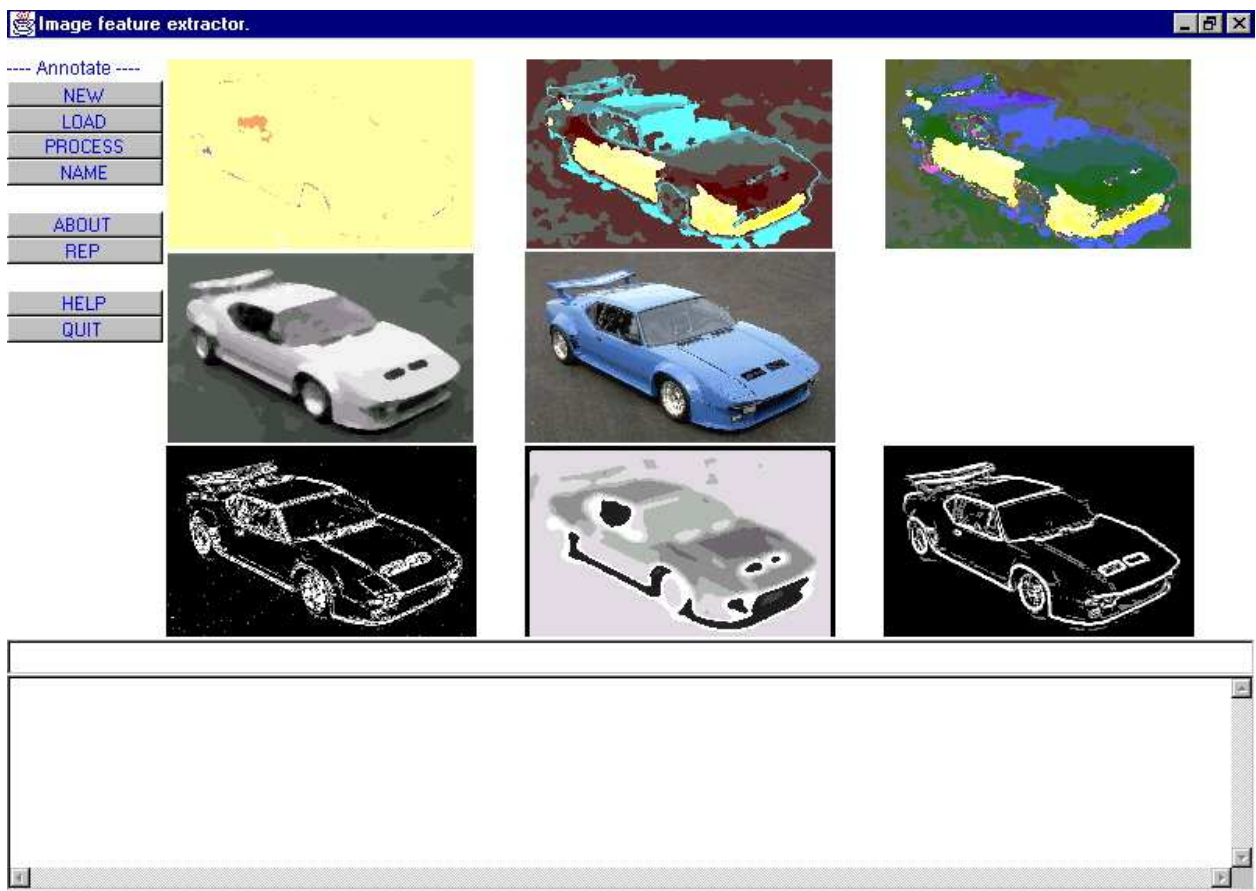 Image feature extractor.
---- Annotate ----
NEW
LOAD
PROCESS
NAME
ABOUT
REP
HELP
QUIT